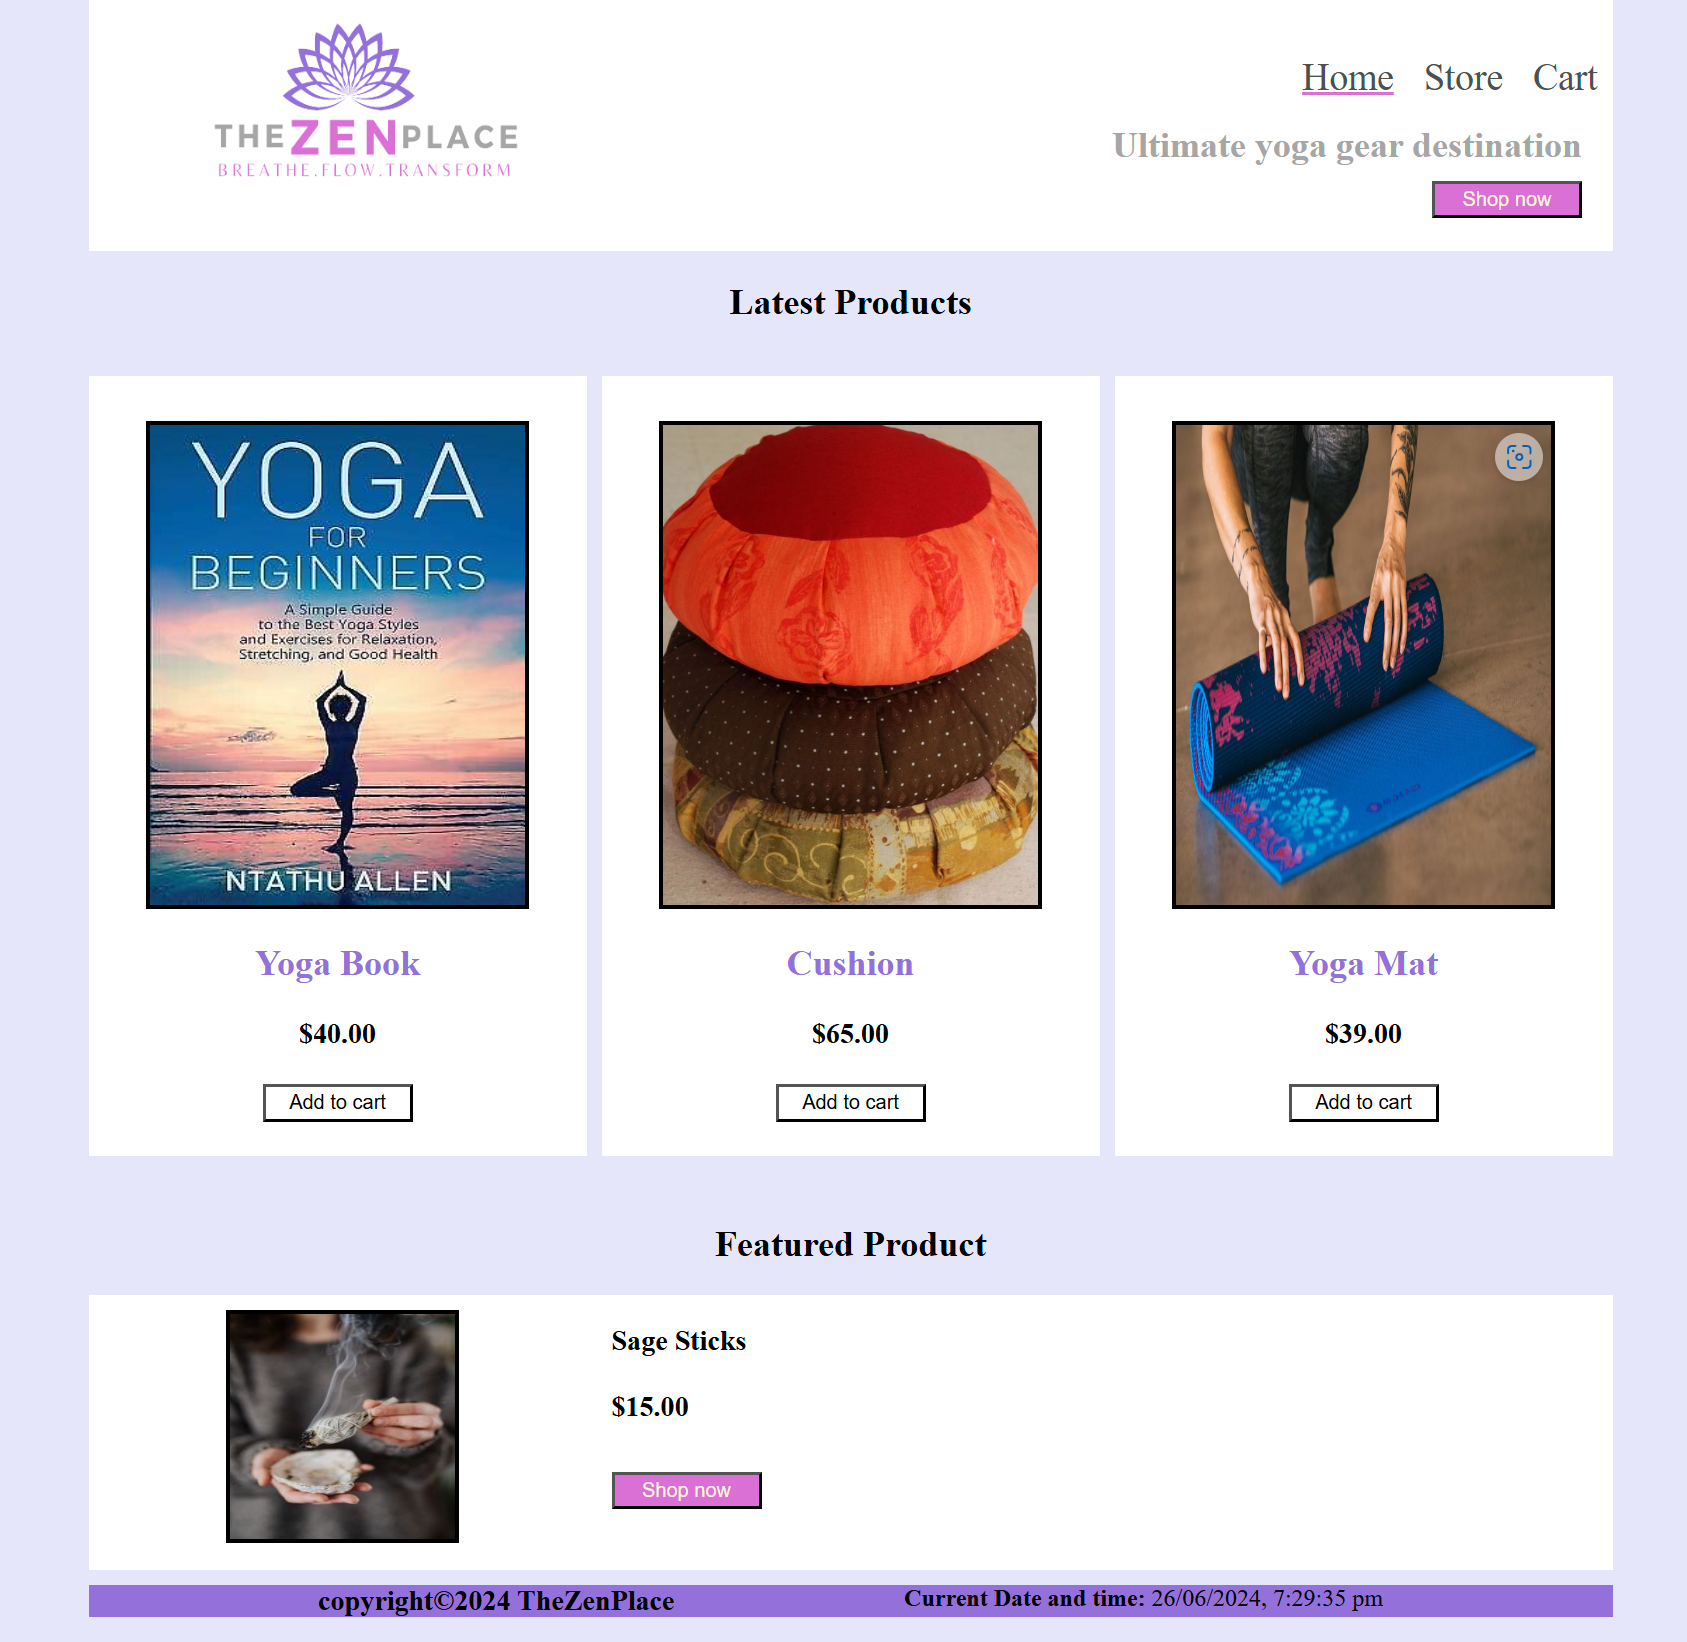 THE ZEN PLACE
BREATHE.FLOW.TRANSFORM
Home Store Cart
Ultimate yoga gear destination
Shop now
Latest Products
YOGA
FOR
BEGINNERS
A Simple Guide
to the Best Yoga Styles
and Exercises for Relaxation,
Stretching, and Good Health
NTATHU ALLEN
Yoga Book
$40.00
Add to cart
Cushion
$65.00
Add to cart
Yoga Mat
$39.00
Add to cart
Featured Product
Sage Sticks
$15.00
Shop now
copyright©2024 TheZenPlace
Current Date and time: 26/06/2024, 7:29:35 pm